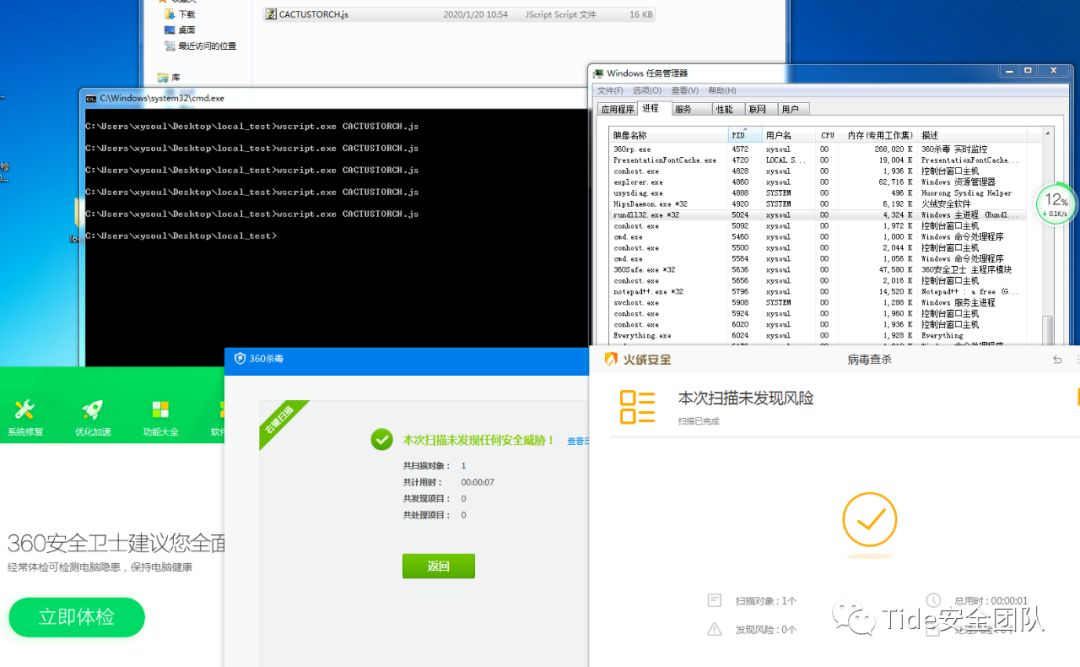 下载
CACTUSTORCH.js 2020/1/20 10:54 JScript Script 文件 16 KB
桌面
最近访问的位置
库
C:\Windows\system32\cmd.exe
C:\Users\xysoul\Desktop\local_test>wscript.exe CACTUSTORCH.js
C:\Users\xysoul\Desktop\local_test>wscript.exe CACTUSTORCH.js
C:\Users\xysoul\Desktop\local_test>wscript.exe CACTUSTORCH.js
C:\Users\xysoul\Desktop\local_test>wscript.exe CACTUSTORCH.js
C:\Users\xysoul\Desktop\local_test>wscript.exe CACTUSTORCH.js
C:\Users\xysoul\Desktop\local_test>
Windows 任务管理器
文件(F) 选项(O) 查看(V) 帮助(H)
应用程序 进程 服务 性能 联网 用户
映像名称 PID 用户名 CPU 内存(专用工作集) 描述
360rp.exe 4572 xysoul 00 268,020 K 360杀毒 实时监控
PresentationFontCache.exe 4720 LOCAL S... 00 19,004 K PresentationFontCache...
conhost.exe 4828 xysoul 00 1,936 K 控制台窗口主机
explorer.exe 4860 xysoul 00 62,716 K Windows 资源管理器
usysdiag.exe 4888 SYSTEM 00 Huorong Sysdiag Helper
HipsDaemon.exe *32 4920 SYSTEM 00 6,192 K 火绒安全软件
rundll32.exe *32 5024 xysoul 00 4,324 K Windows 主进程 (Rundl...
conhost.exe 5092 xysoul 00 1,972 K 控制台窗口主机
cmd.exe 5460 xysoul 00 1,000 K Windows 命令处理程序
conhost.exe 5500 xysoul 00 2,044 K 控制台窗口主机
cmd.exe 5564 xysoul 00 1,056 K Windows 命令处理程序
360Safe.exe *32 5636 xysoul 00 47,580 K 360安全卫士 主程序模块
conhost.exe 5656 xysoul 00 2,016 K 控制台窗口主机
notepad++.exe *32 5796 xysoul 00 14,520 K Notepad++ : a free (G...
svchost.exe 5908 SYSTEM 00 1,288 K Windows 服务主进程
conhost.exe 5924 xysoul 00 1,960 K 控制台窗口主机
conhost.exe 6020 xysoul 00 1,936 K 控制台窗口主机
Everything.exe 6024 xysoul 00 1,928 K Everything
12%
0.1K/s
系统修复 优化加速 功能大全
360安全卫士建议您全面
经常体检可检测电脑隐患,保持电脑健康
立即体检
360杀毒
右键扫描
本次扫描未发现任何安全威胁!
共扫描对象: 1
共计用时: 00:00:07
共发现项目: 0
共处理项目: 0
返回
火绒安全 病毒查杀
本次扫描未发现风险
扫描已完成
扫描对象:1个 总用时:00:00:01
发现风险:0个
Tide安全团队